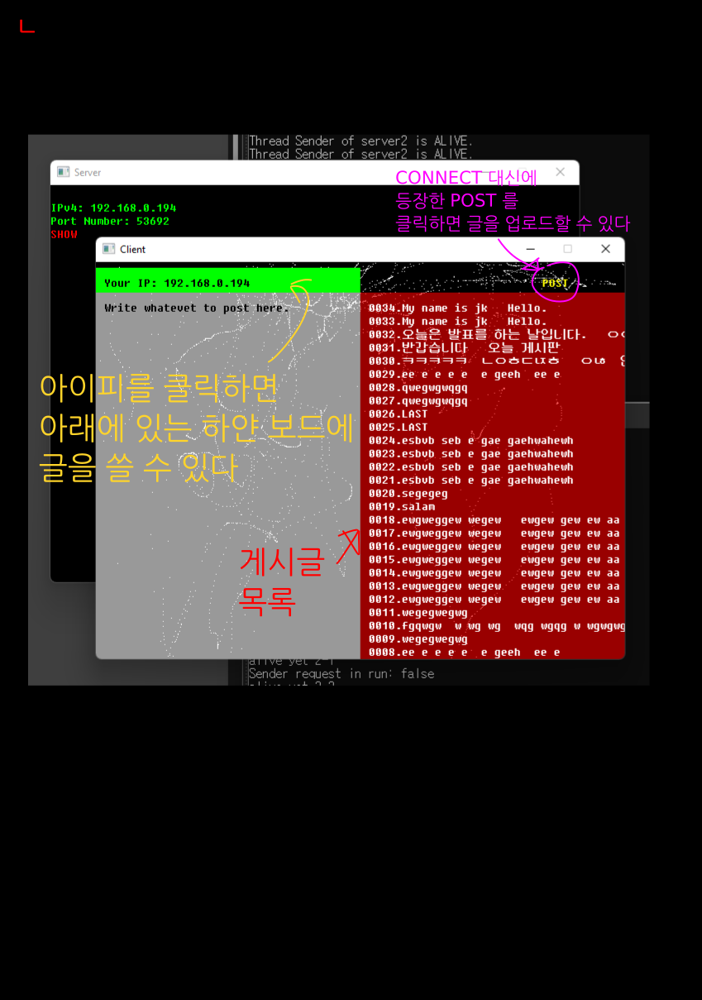 ㄴ
Thread Sender of server2 is ALIVE.
Thread Sender of server2 is ALIVE.
Server
CONNECT 대신에
등장한 POST 를
클릭하면 글을 업로드할 수 있다
IPv4: 192.168.0.194
Port Number: 53692
SHOW
Client
Your IP: 192.168.0.194
POST
Write whatevet to post here.
아이피를 클릭하면
아래에 있는 하얀 보드에
글을 쓸 수 있다
게시글
목록
0034.My name is jk   Hello.
0033.My name is jk   Hello.
0032.오늘은 발표를 하는 날입니다.
0031.반갑습니다   오늘 게시판
0030.ㅋㅋㅋㅋㅋ
0029.ee e e e e  e geeh  ee e
0028.qwegwgwqgq
0027.qwegwgwqgq
0026.LAST
0025.LAST
0024.esbvb seb e gae gaehwahewh
0023.esbvb seb e gae gaehwahewh
0022.esbvb seb e gae gaehwahewh
0021.esbvb seb e gae gaehwahewh
0020.segegeg
0019.salam
0018.ewgweggew wegew   ewgew gew ew aa
0017.ewgweggew wegew   ewgew gew ew aa
0016.ewgweggew wegew   ewgew gew ew aa
0015.ewgweggew wegew   ewgew gew ew aa
0014.ewgweggew wegew   ewgew gew ew aa
0013.ewgweggew wegew   ewgew gew ew aa
0012.ewgweggew wegew   ewgew gew ew aa
0011.wegegwegwg
0010.fgqwgw  w wg wg  wqg wgqg w wgwgwg
0009.wegegwegwg
0008.ee e e e e  e geeh  ee e
alive yet 2-1
Sender request in run: false